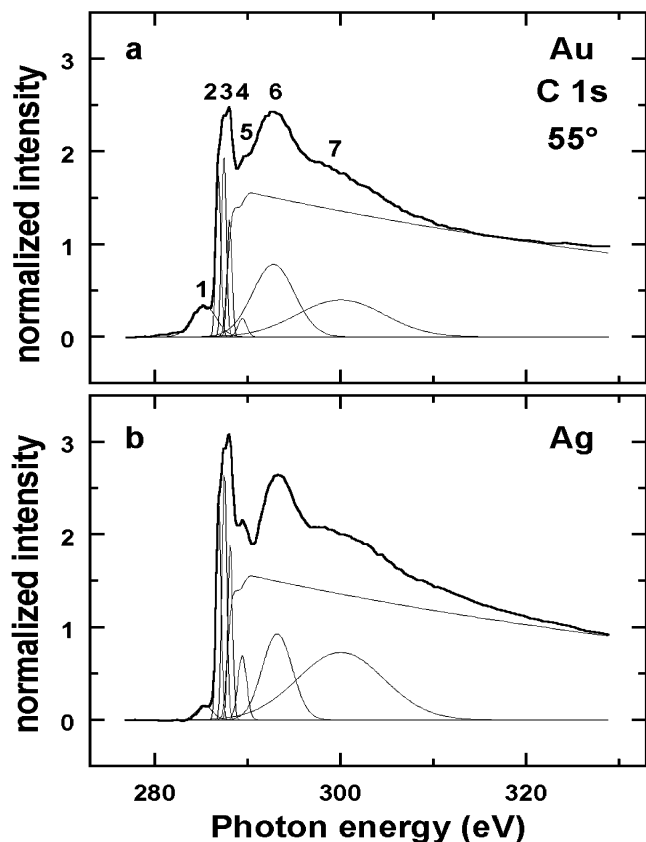 a
Au
C 1s
55°
2 3 4
6
5
7
1
3
2
1
0
normalized intensity
b
Ag
3
2
1
0
normalized intensity
280
300
320
Photon energy (eV)